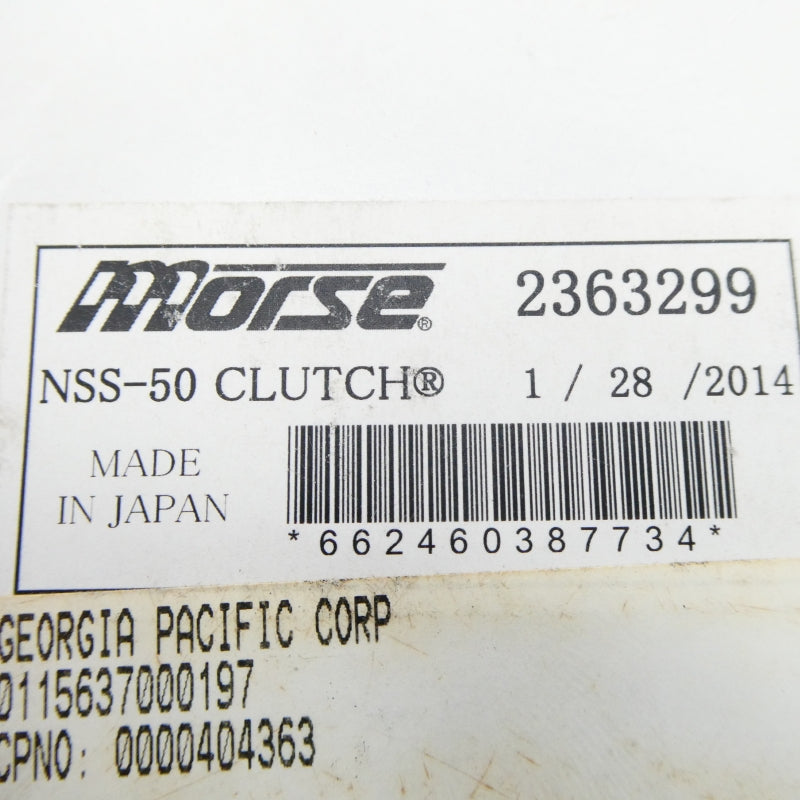 morse® 2363299
NSS-50 CLUTCH® 1 / 28 /2014
MADE
IN JAPAN
*662460387734*
GEORGIA PACIFIC CORP
0115637000197
CPNO: 0000404363